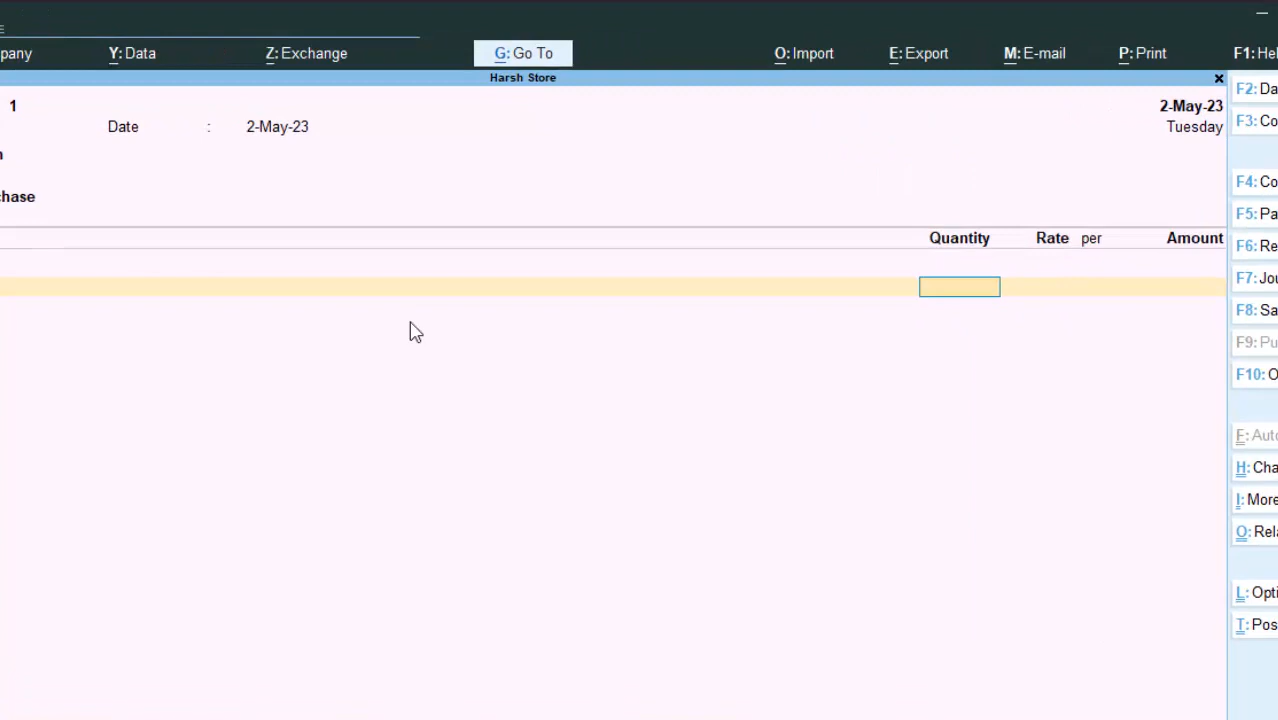 pany Y: Data Z: Exchange G: Go To O: Import E: Export M: E-mail P: Print F1: Hel
Harsh Store
1 2-May-23
Date : 2-May-23 Tuesday
hase
Quantity Rate per Amount
F2: Da
F3: Co
F4: Co
F5: Pa
F6: Re
F7: Jou
F8: Sa
F9: Pu
F10: O
F: Auto
H: Cha
I: More
O: Rela
L: Opti
T: Pos